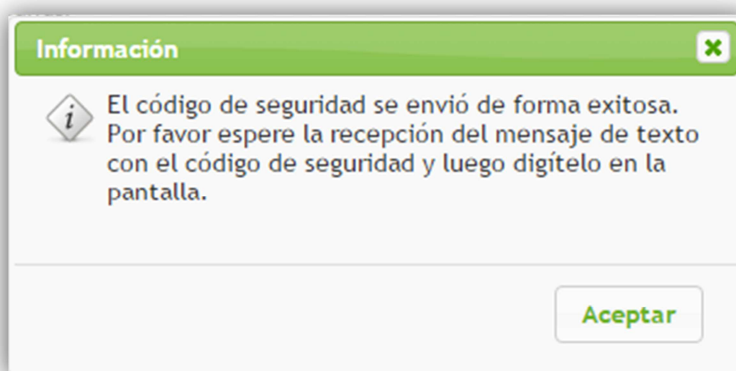 Información
El código de seguridad se envió de forma exitosa.
Por favor espere la recepción del mensaje de texto
con el código de seguridad y luego digítelo en la
pantalla.
Aceptar